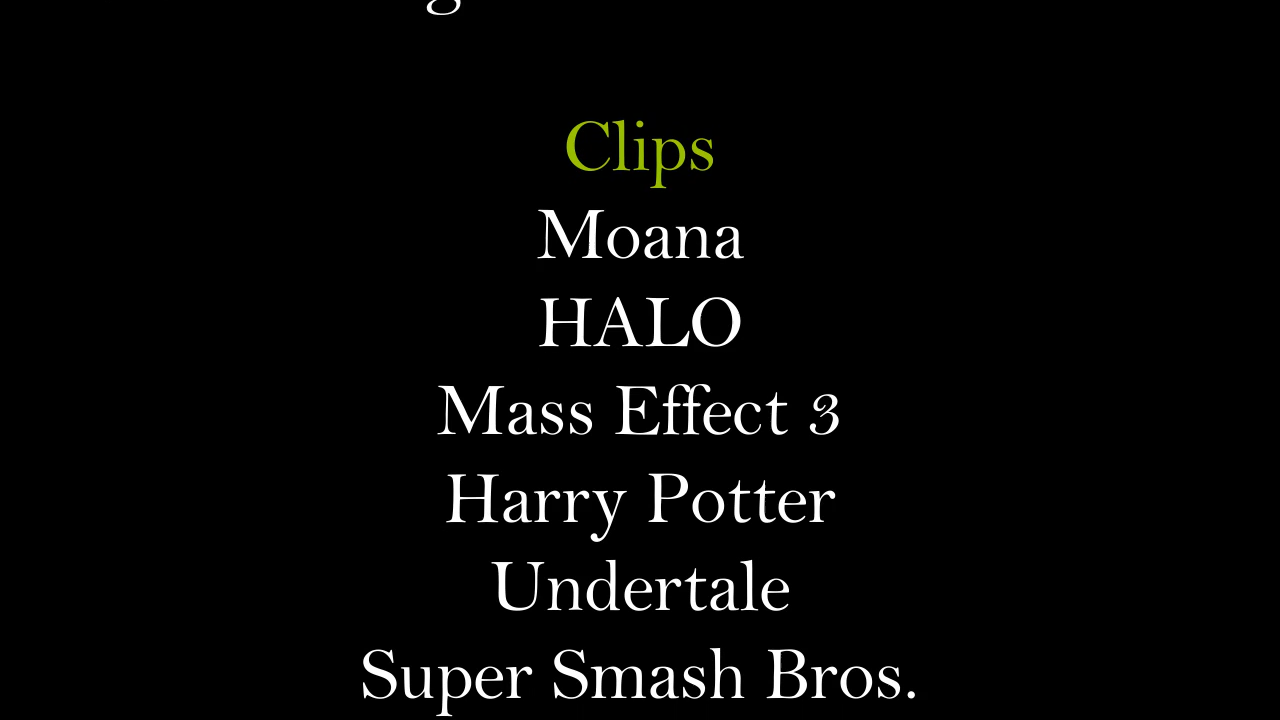 Clips
Moana
HALO
Mass Effect 3
Harry Potter
Undertale
Super Smash Bros.